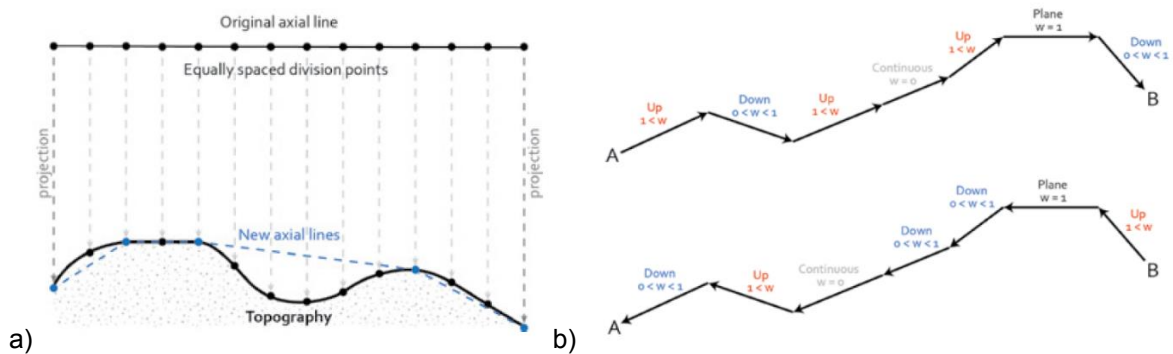 Original axial line
Equally spaced division points
projection
projection
New axial lines
Topography
a)
Plane
w = 1
Up
1 < w
Down
0 < w < 1
Continuous
w = 0
Up
1 < w
Down
0 < w < 1
Up
1 < w
A
B
Plane
w = 1
Down
0 < w < 1
Up
1 < w
Down
0 < w < 1
Continuous
w = 0
Down
0 < w < 1
Up
1 < w
B
A
b)